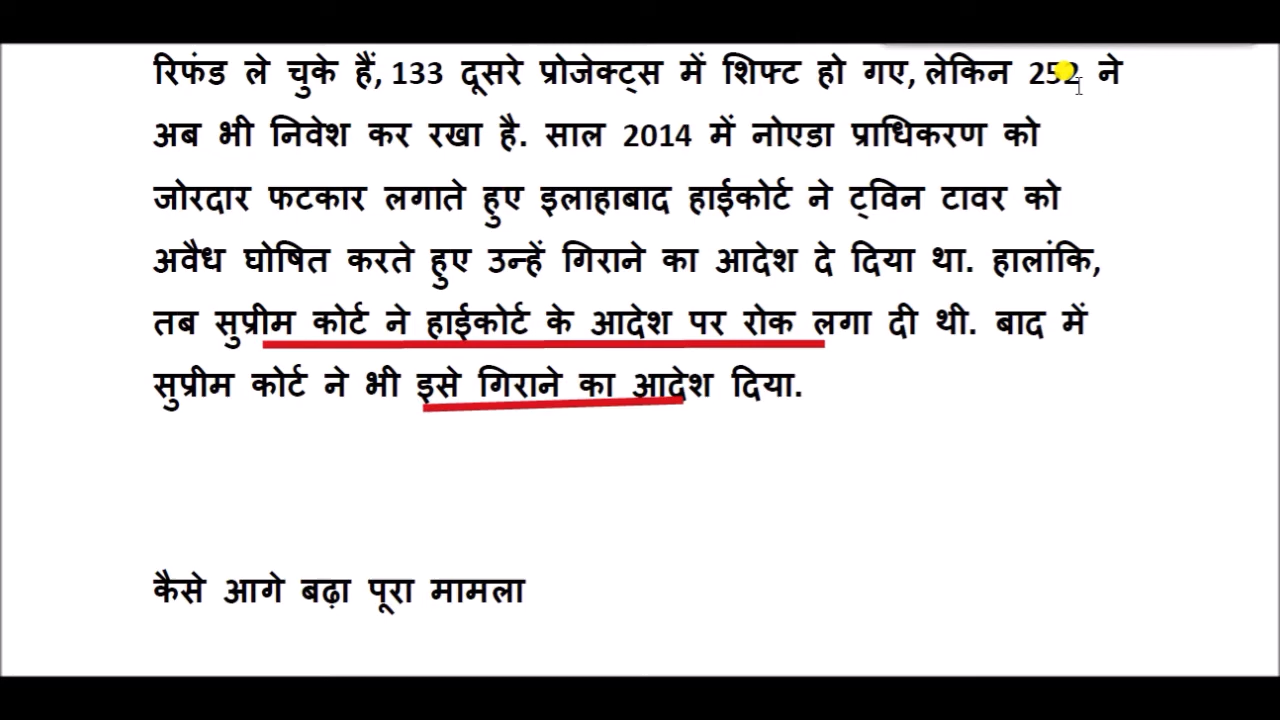 रिफंड ले चुके हैं, 133 दूसरे प्रोजेक्ट्स में शिफ्ट हो गए, लेकिन 252 ने
अब भी निवेश कर रखा है. साल 2014 में नोएडा प्राधिकरण को
जोरदार फटकार लगाते हुए इलाहाबाद हाईकोर्ट ने ट्विन टावर को
अवैध घोषित करते हुए उन्हें गिराने का आदेश दे दिया था. हालांकि,
तब सुप्रीम कोर्ट ने हाईकोर्ट के आदेश पर रोक लगा दी थी. बाद में
सुप्रीम कोर्ट ने भी इसे गिराने का आदेश दिया.
कैसे आगे बढ़ा पूरा मामला